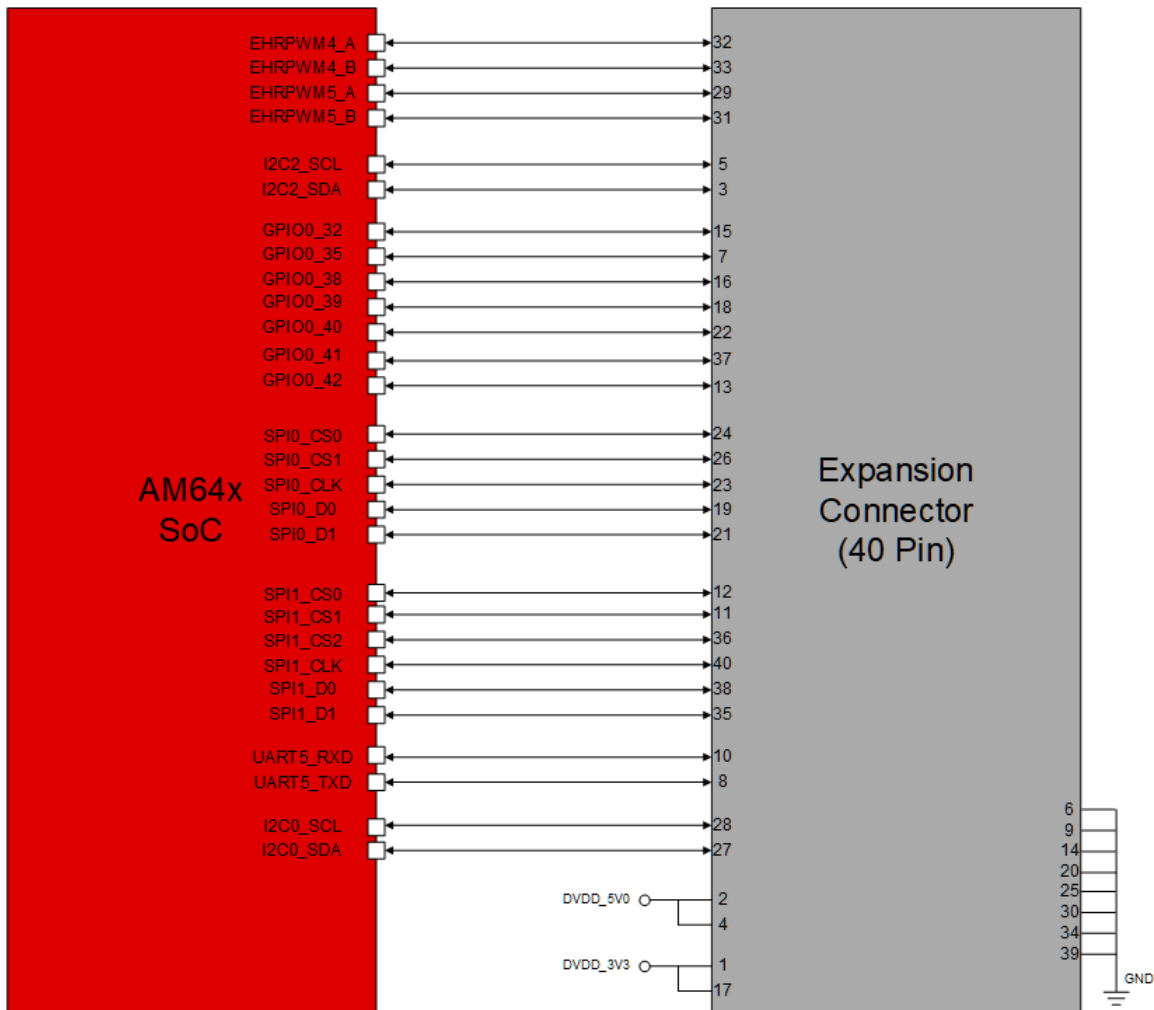 EHRPWM4_A 32
EHRPWM4_B 33
EHRPWM5_A 29
EHRPWM5_B 31
I2C2_SCL 5
I2C2_SDA 3
GPIO0_32 15
GPIO0_35 7
GPIO0_38 16
GPIO0_39 18
GPIO0_40 22
GPIO0_41 37
GPIO0_42 13
SPI0_CS0 24
SPI0_CS1 26
SPI0_CLK 23
SPI0_D0 19
SPI0_D1 21
AM64x
SoC
Expansion
Connector
(40 Pin)
SPI1_CS0 12
SPI1_CS1 11
SPI1_CS2 36
SPI1_CLK 40
SPI1_D0 38
SPI1_D1 35
UART5_RXD 10
UART5_TXD 8
I2C0_SCL 28
I2C0_SDA 27
DVDD_5V0 2
4
DVDD_3V3 1
17
6
9
14
20
25
30
34
39
GND